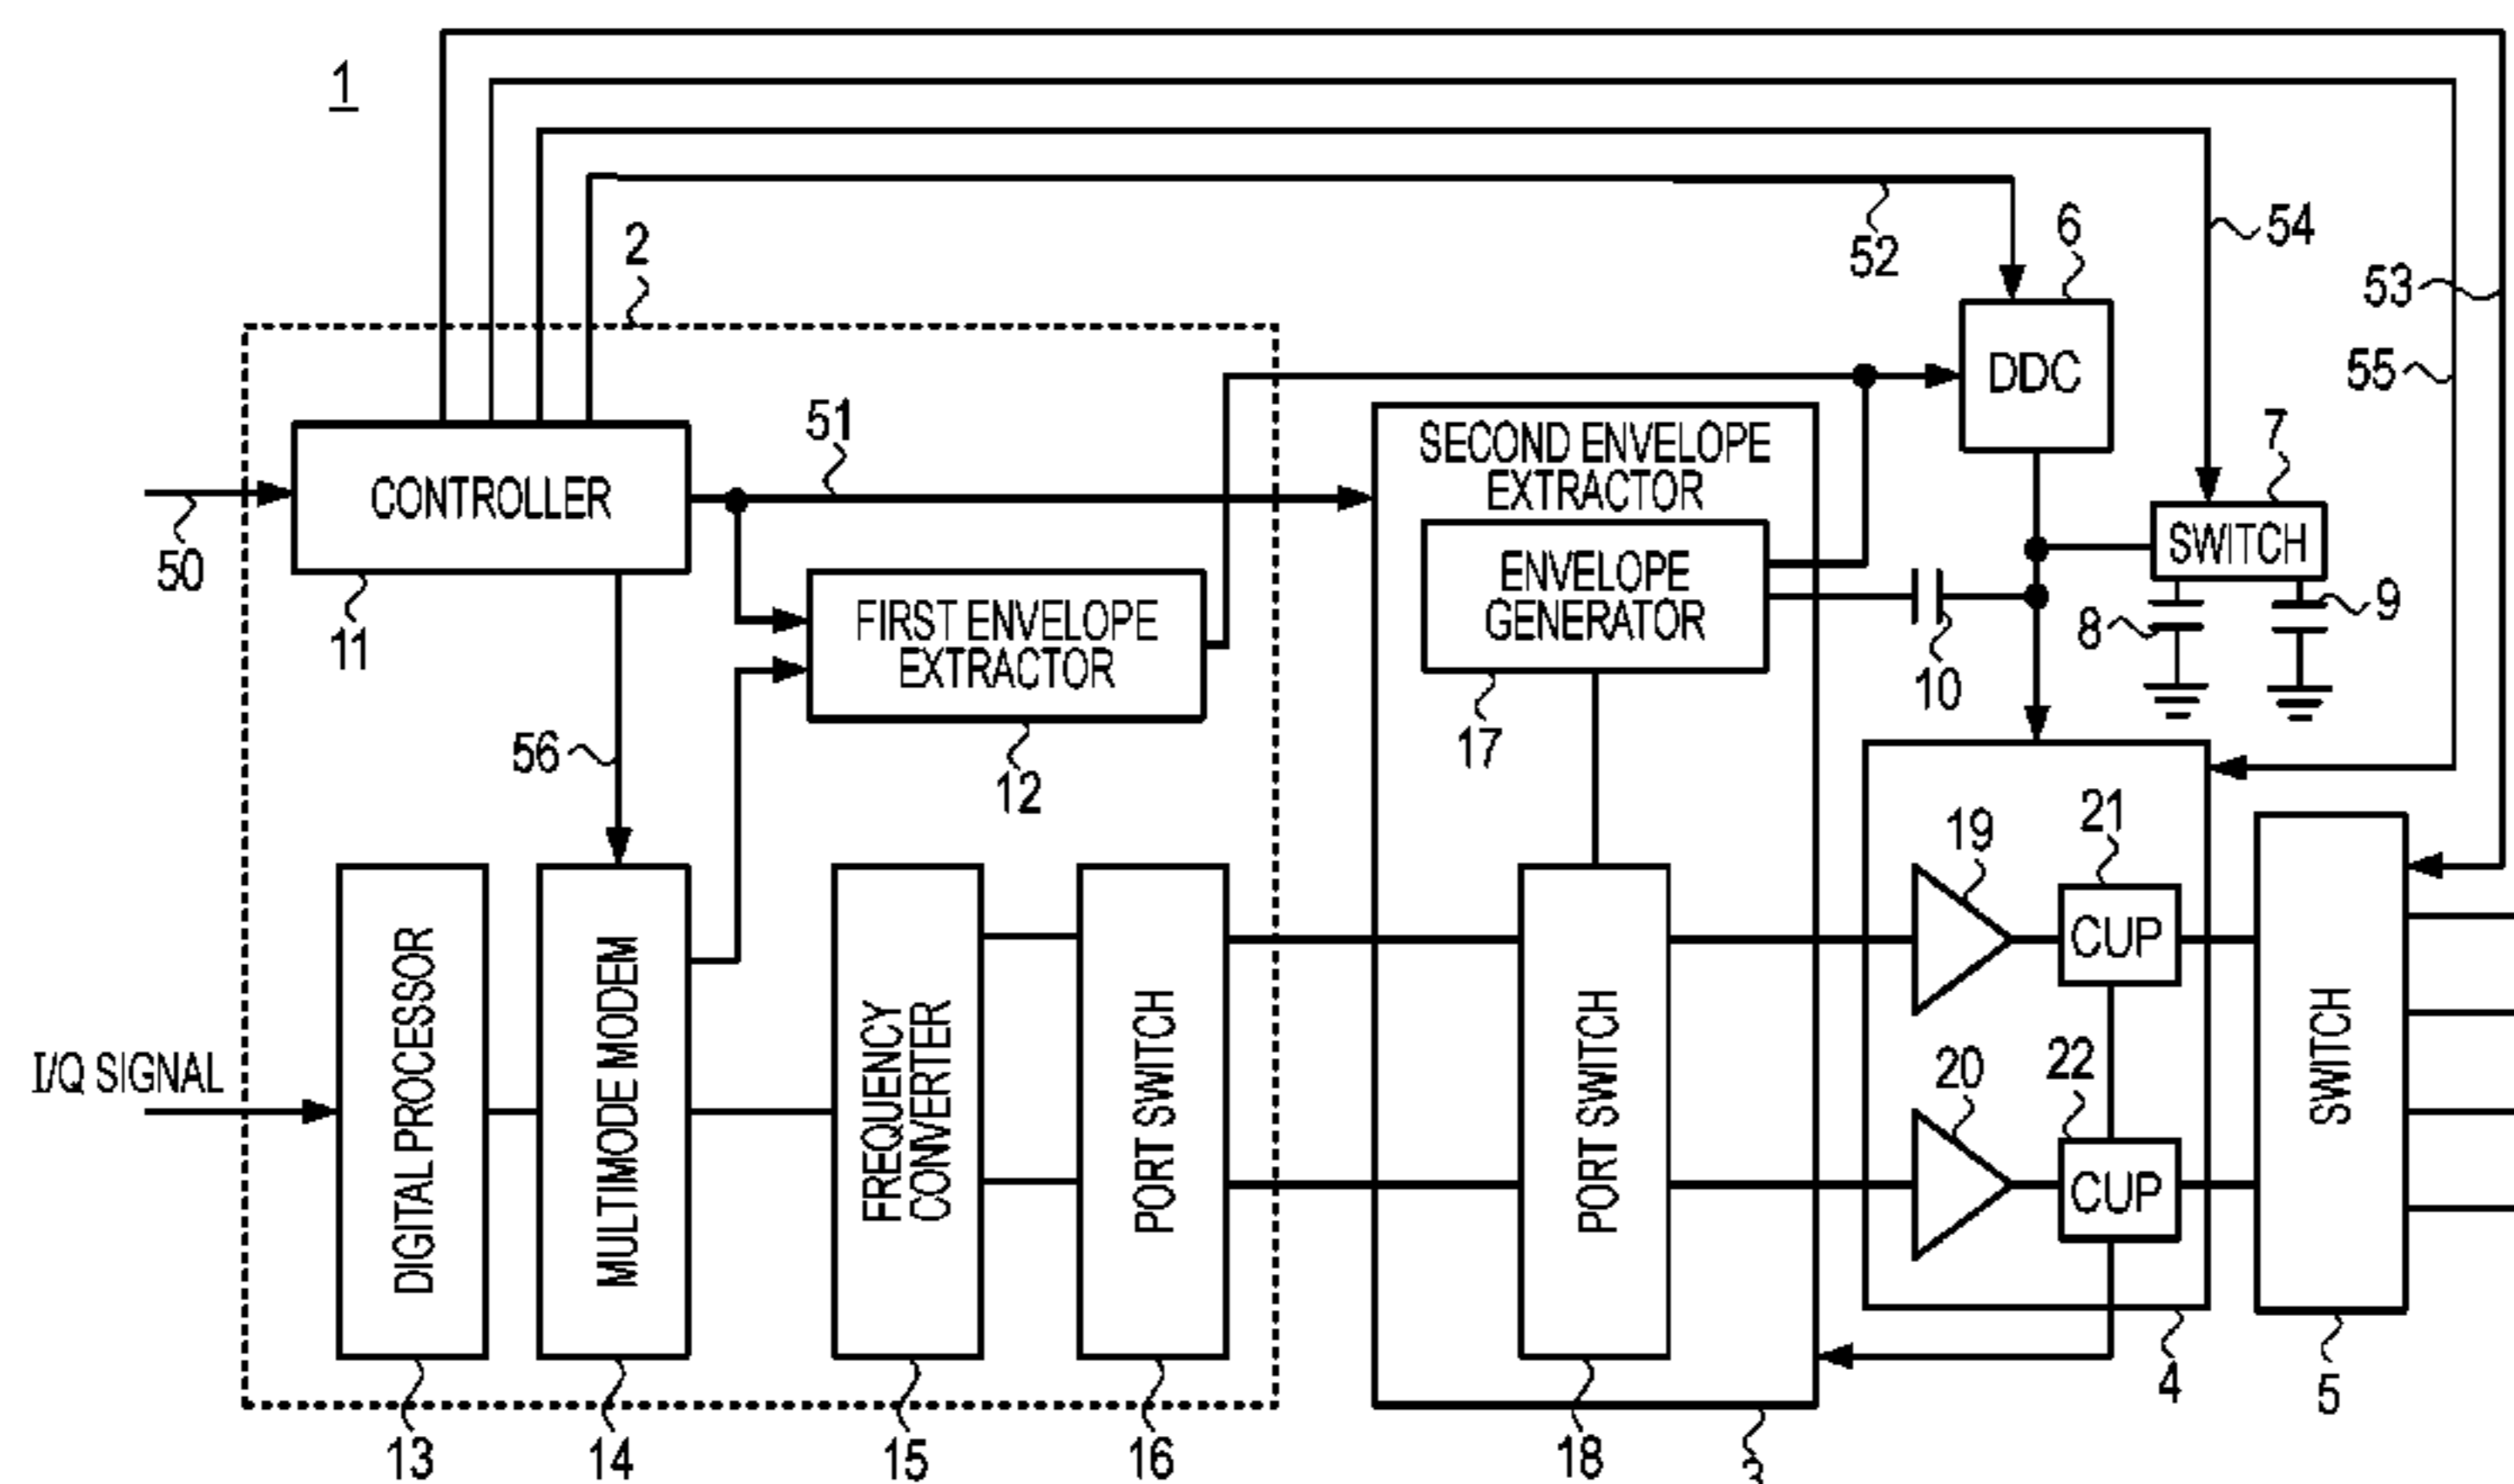 1
2
52
6
54
53
55
50
CONTROLLER
11
51
56
FIRST ENVELOPE
EXTRACTOR
12
SECOND ENVELOPE
EXTRACTOR
ENVELOPE
GENERATOR
17
DDC
7
SWITCH
8
9
10
I/Q SIGNAL
DIGITAL PROCESSOR
13
MULTIMODE MODEM
14
FREQUENCY
CONVERTER
15
PORT SWITCH
16
PORT SWITCH
18
3
19
21
CUP
20
22
CUP
4
SWITCH
5